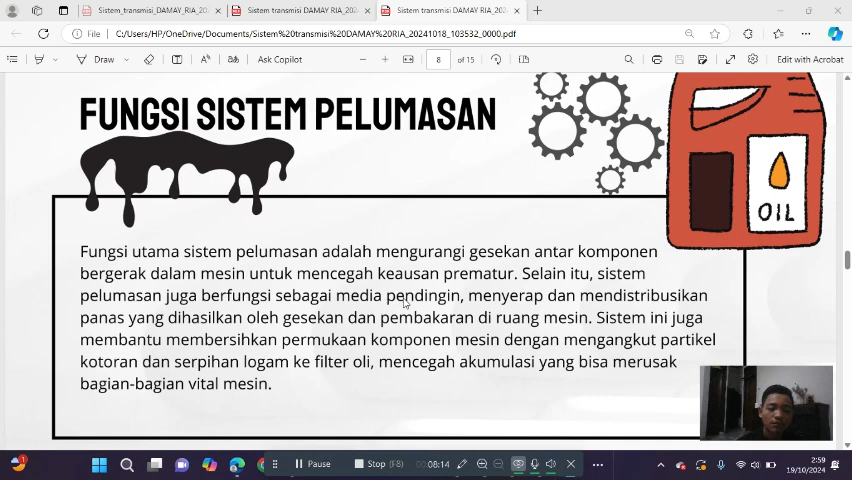 Sistem_transmisi_DAMAY_RIA_20
Sistem transmisi DAMAY RIA_202
Sistem transmisi DAMAY RIA_202
File
C:/Users/HP/OneDrive/Documents/Sistem%20transmisi%20DAMAY%20RIA_20241018_103532_0000.pdf
Draw
Ask Copilot
8 of 15
Edit with Acrobat
FUNGSI SISTEM PELUMASAN
OIL
Fungsi utama sistem pelumasan adalah mengurangi gesekan antar komponen
bergerak dalam mesin untuk mencegah keausan prematur. Selain itu, sistem
pelumasan juga berfungsi sebagai media pendingin, menyerap dan mendistribusikan
panas yang dihasilkan oleh gesekan dan pembakaran di ruang mesin. Sistem ini juga
membantu membersihkan permukaan komponen mesin dengan mengangkut partikel
kotoran dan serpihan logam ke filter oli, mencegah akumulasi yang bisa merusak
bagian-bagian vital mesin.
1
Pause
Stop (F8)
00:08:14
2:59
19/10/2024